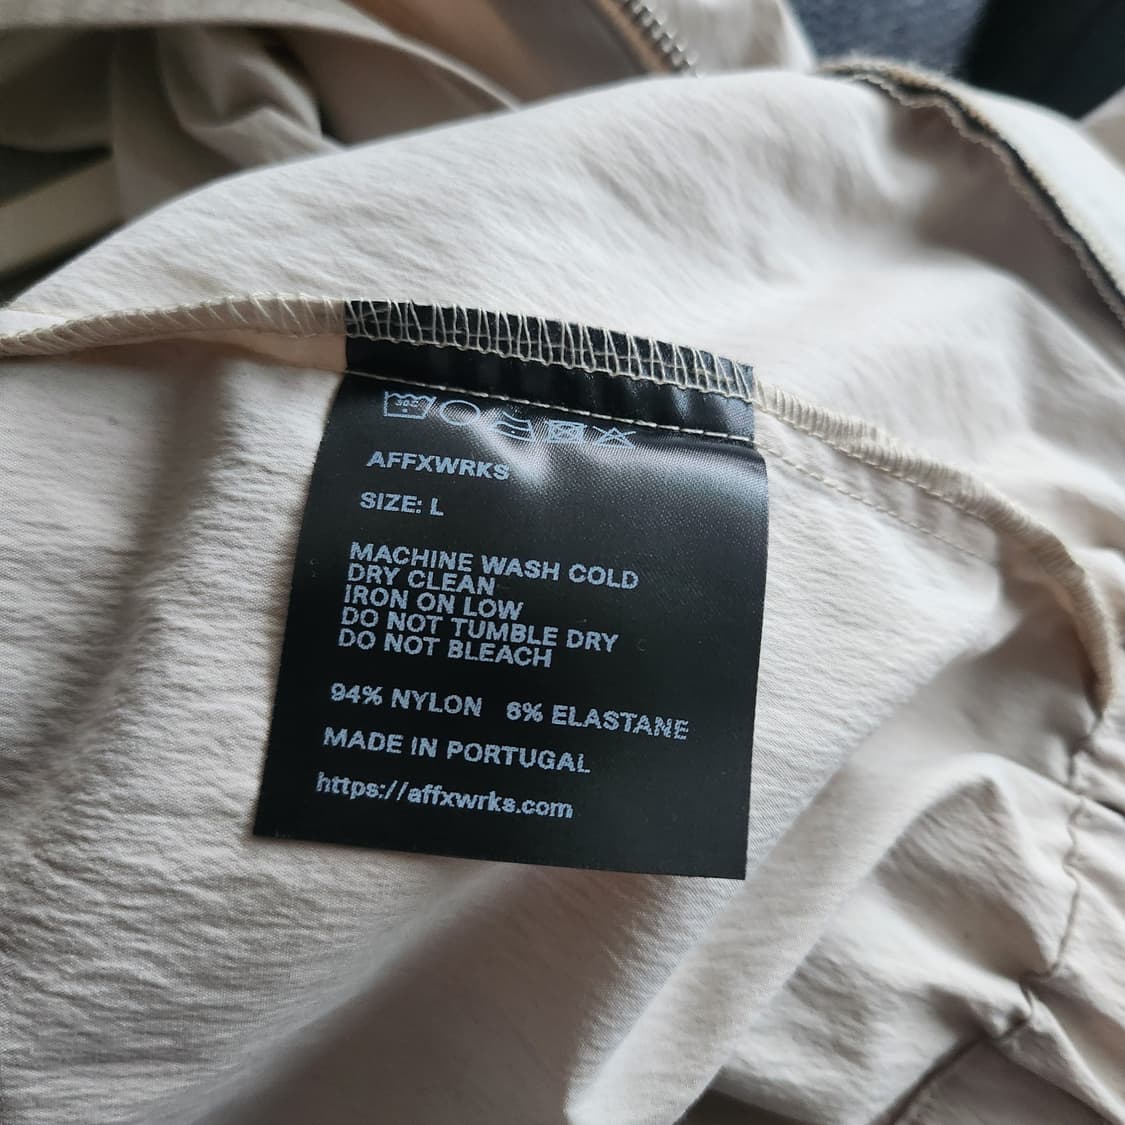 30C
AFFXWRKS
SIZE: L
MACHINE WASH COLD
DRY CLEAN
IRON ON LOW
DO NOT TUMBLE DRY
DO NOT BLEACH
94% NYLON 6% ELASTANE
MADE IN PORTUGAL
https://affxwrks.com